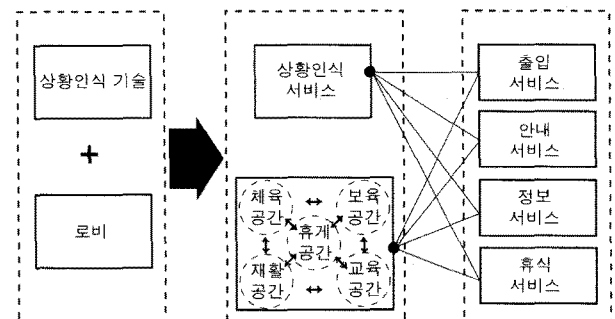 상황인식 기술
+
로비
상황인식
서비스
체육
공간
보육
공간
휴게
공간
재활
공간
교육
공간
출입
서비스
안내
서비스
정보
서비스
휴식
서비스